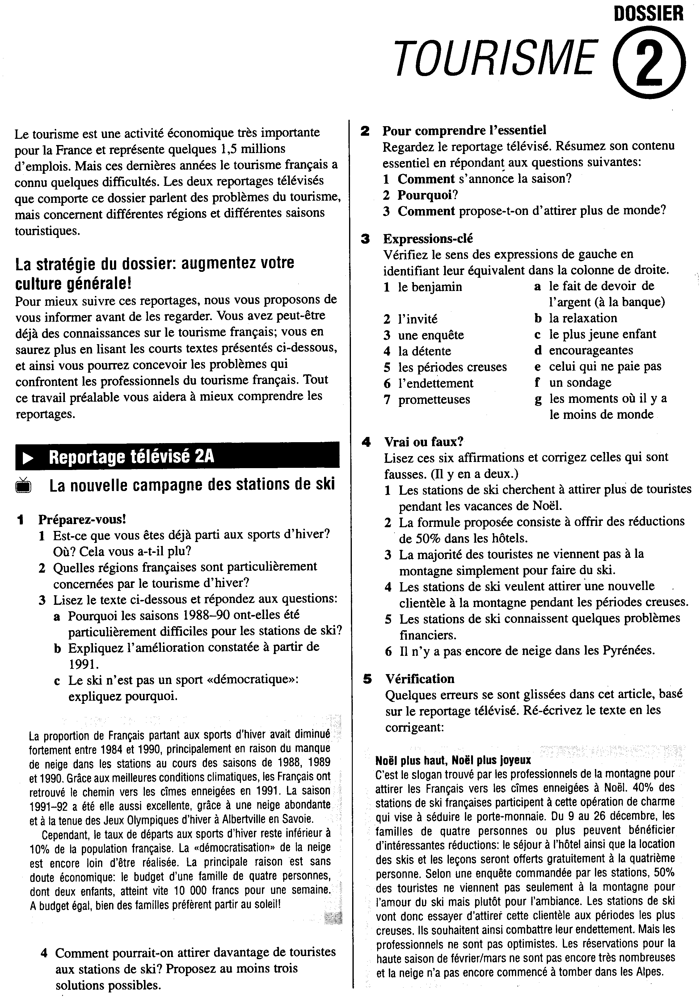 DOSSIER
TOURISME 2
Le tourisme est une activité économique très importante
pour la France et représente quelques 1,5 millions
d'emplois. Mais ces dernières années le tourisme français a
connu quelques difficultés. Les deux reportages télévisés
que comporte ce dossier parlent des problèmes du tourisme,
mais concernent différentes régions et différentes saisons
touristiques.
La stratégie du dossier: augmentez votre
culture générale!
Pour mieux suivre ces reportages, nous vous proposons de
vous informer avant de les regarder. Vous avez peut-être
déjà des connaissances sur le tourisme français; vous en
saurez plus en lisant les courts textes présentés ci-dessous,
et ainsi vous pourrez concevoir les problèmes qui
confrontent les professionnels du tourisme français. Tout
ce travail préalable vous aidera à mieux comprendre les
reportages.
Reportage télévisé 2A
La nouvelle campagne des stations de ski
1 Préparez-vous!
1 Est-ce que vous êtes déjà parti aux sports d'hiver?
Où? Cela vous a-t-il plu?
2 Quelles régions françaises sont particulièrement
concernées par le tourisme d'hiver?
3 Lisez le texte ci-dessous et répondez aux questions:
a Pourquoi les saisons 1988–90 ont-elles été
particulièrement difficiles pour les stations de ski?
b Expliquez l'amélioration constatée à partir de
1991.
c Le ski n'est pas un sport «démocratique»:
expliquez pourquoi.
La proportion de Français partant aux sports d'hiver avait diminué
fortement entre 1984 et 1990, principalement en raison du manque
de neige dans les stations au cours des saisons de 1988, 1989
et 1990. Grâce aux meilleures conditions climatiques, les Français ont
retrouvé le chemin vers les cîmes enneigées en 1991. La saison
1991–92 a été elle aussi excellente, grâce à une neige abondante
et à la tenue des Jeux Olympiques d'hiver à Albertville en Savoie.
Cependant, le taux de départs aux sports d'hiver reste inférieur à
10% de la population française. La «démocratisation» de la neige
est encore loin d'être réalisée. La principale raison est sans
doute économique: le budget d'une famille de quatre personnes,
dont deux enfants, atteint vite 10 000 francs pour une semaine.
A budget égal, bien des familles préfèrent partir au soleil!
4 Comment pourrait-on attirer davantage de touristes
aux stations de ski? Proposez au moins trois
solutions possibles.
2 Pour comprendre l'essentiel
Regardez le reportage télévisé. Résumez son contenu
essentiel en répondant aux questions suivantes:
1 Comment s'annonce la saison?
2 Pourquoi?
3 Comment propose-t-on d'attirer plus de monde?
3 Expressions-clé
Vérifiez le sens des expressions de gauche en
identifiant leur équivalent dans la colonne de droite.
1 le benjamin a le fait de devoir de
l'argent (à la banque)
2 l'invité b la relaxation
3 une enquête c le plus jeune enfant
4 la détente d encourageantes
5 les périodes creuses e celui qui ne paie pas
6 l'endettement f un sondage
7 prometteuses g les moments où il y a
le moins de monde
4 Vrai ou faux?
Lisez ces six affirmations et corrigez celles qui sont
fausses. (Il y en a deux.)
1 Les stations de ski cherchent à attirer plus de touristes
pendant les vacances de Noël.
2 La formule proposée consiste à offrir des réductions
de 50% dans les hôtels.
3 La majorité des touristes ne viennent pas à la
montagne simplement pour faire du ski.
4 Les stations de ski veulent attirer une nouvelle
clientèle à la montagne pendant les périodes creuses.
5 Les stations de ski connaissent quelques problèmes
financiers.
6 Il n'y a pas encore de neige dans les Pyrénées.
5 Vérification
Quelques erreurs se sont glissées dans cet article, basé
sur le reportage télévisé. Ré-écrivez le texte en les
corrigeant:
Noël plus haut, Noël plus joyeux
C'est le slogan trouvé par les professionnels de la montagne pour
attirer les Français vers les cîmes enneigées à Noël. 40% des
stations de ski françaises participent à cette opération de charme
qui vise à séduire le porte-monnaie. Du 9 au 26 décembre, les
familles de quatre personnes ou plus peuvent bénéficier
d'intéressantes réductions: le séjour à l'hôtel ainsi que la location
des skis et les leçons seront offerts gratuitement à la quatrième
personne. Selon une enquête commandée par les stations, 50%
des touristes ne viennent pas seulement à la montagne pour
l'amour du ski mais plutôt pour l'ambiance. Les stations de ski
vont donc essayer d'attirer cette clientèle aux périodes les plus
creuses. Ils souhaitent ainsi combattre leur endettement. Mais les
professionnels ne sont pas optimistes. Les réservations pour la
haute saison de février/mars ne sont pas encore très nombreuses
et la neige n'a pas encore commencé à tomber dans les Alpes.